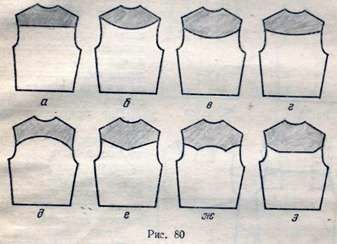 а б в г
д е ж з
Рис. 80